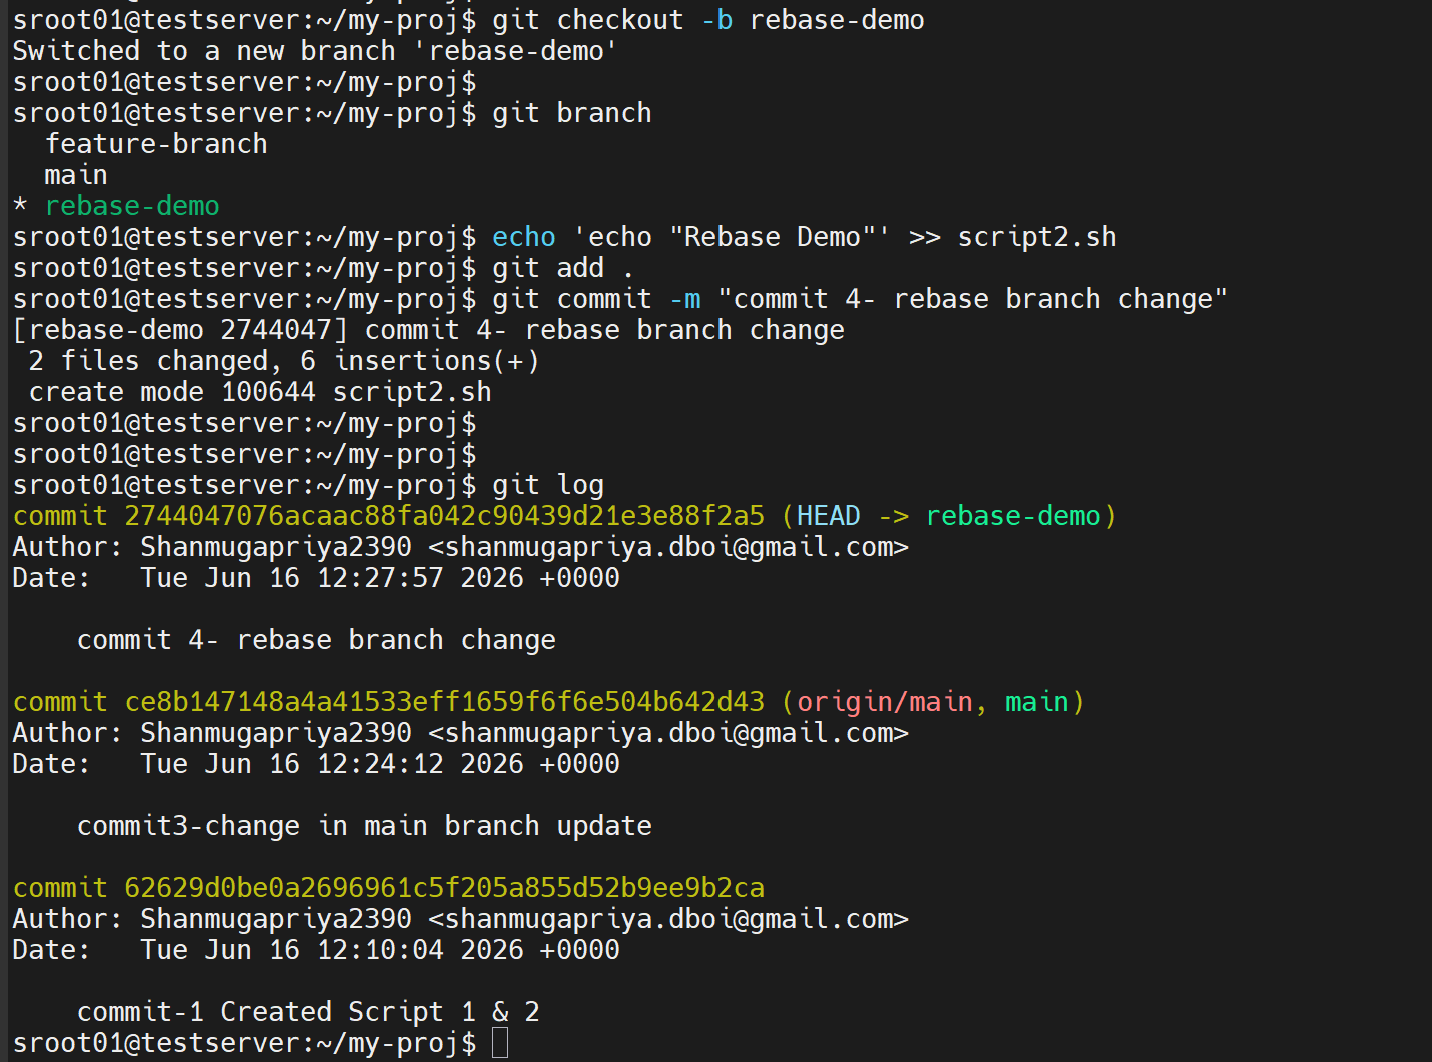 sroot01@testserver:~/my-proj$ git checkout -b rebase-demo
Switched to a new branch 'rebase-demo'
sroot01@testserver:~/my-proj$
sroot01@testserver:~/my-proj$ git branch
  feature-branch
  main
* rebase-demo
sroot01@testserver:~/my-proj$ echo 'echo "Rebase Demo"' >> script2.sh
sroot01@testserver:~/my-proj$ git add .
sroot01@testserver:~/my-proj$ git commit -m "commit 4- rebase branch change"
[rebase-demo 2744047] commit 4- rebase branch change
 2 files changed, 6 insertions(+)
 create mode 100644 script2.sh
sroot01@testserver:~/my-proj$
sroot01@testserver:~/my-proj$
sroot01@testserver:~/my-proj$ git log
commit 2744047076acaac88fa042c90439d21e3e88f2a5 (HEAD -> rebase-demo)
Author: Shanmugapriya2390 <shanmugapriya.dboi@gmail.com>
Date:   Tue Jun 16 12:27:57 2026 +0000

    commit 4- rebase branch change

commit ce8b147148a4a41533eff1659f6f6e504b642d43 (origin/main, main)
Author: Shanmugapriya2390 <shanmugapriya.dboi@gmail.com>
Date:   Tue Jun 16 12:24:12 2026 +0000

    commit3-change in main branch update

commit 62629d0be0a2696961c5f205a855d52b9ee9b2ca
Author: Shanmugapriya2390 <shanmugapriya.dboi@gmail.com>
Date:   Tue Jun 16 12:10:04 2026 +0000

    commit-1 Created Script 1 & 2
sroot01@testserver:~/my-proj$